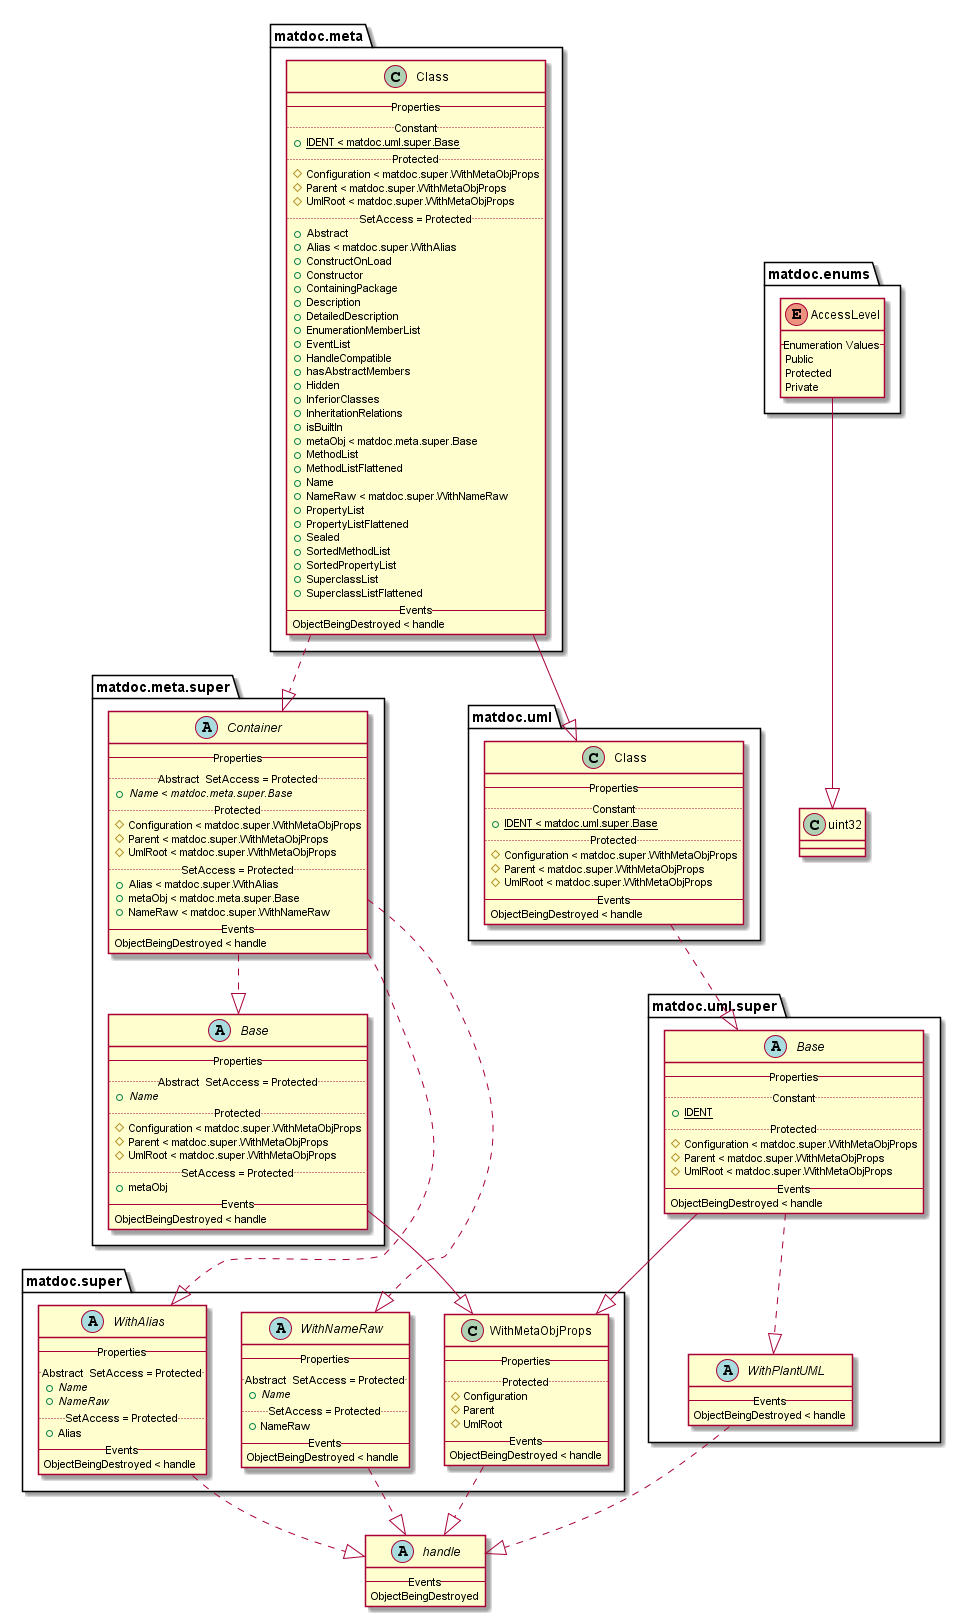 matdoc.meta
C Class
Properties
Constant
IDENT < matdoc.uml.super.Base
Protected
Configuration < matdoc.super.WithMetaObjProps
Parent < matdoc.super.WithMetaObjProps
UmlRoot < matdoc.super.WithMetaObjProps
SetAccess = Protected
Abstract
Alias < matdoc.super.WithAlias
ConstructOnLoad
Constructor
ContainingPackage
Description
DetailedDescription
EnumerationMemberList
EventList
HandleCompatible
hasAbstractMembers
Hidden
InferiorClasses
InheritationRelations
isBuiltIn
metaObj < matdoc.meta.super.Base
MethodList
MethodListFlattened
Name
NameRaw < matdoc.super.WithNameRaw
PropertyList
PropertyListFlattened
Sealed
SortedMethodList
SortedPropertyList
SuperclassList
SuperclassListFlattened
Events
ObjectBeingDestroyed < handle
matdoc.enums
E AccessLevel
Enumeration Values
Public
Protected
Private
matdoc.meta.super
A Container
Properties
Abstract SetAccess = Protected
Name < matdoc.meta.super.Base
Protected
Configuration < matdoc.super.WithMetaObjProps
Parent < matdoc.super.WithMetaObjProps
UmlRoot < matdoc.super.WithMetaObjProps
SetAccess = Protected
Alias < matdoc.super.WithAlias
metaObj < matdoc.meta.super.Base
NameRaw < matdoc.super.WithNameRaw
Events
ObjectBeingDestroyed < handle
matdoc.uml
C Class
Properties
Constant
IDENT < matdoc.uml.super.Base
Protected
Configuration < matdoc.super.WithMetaObjProps
Parent < matdoc.super.WithMetaObjProps
UmlRoot < matdoc.super.WithMetaObjProps
Events
ObjectBeingDestroyed < handle
C uint32
A Base
Properties
Abstract SetAccess = Protected
Name
Protected
Configuration < matdoc.super.WithMetaObjProps
Parent < matdoc.super.WithMetaObjProps
UmlRoot < matdoc.super.WithMetaObjProps
SetAccess = Protected
metaObj
Events
ObjectBeingDestroyed < handle
matdoc.uml.super
A Base
Properties
Constant
IDENT
Protected
Configuration < matdoc.super.WithMetaObjProps
Parent < matdoc.super.WithMetaObjProps
UmlRoot < matdoc.super.WithMetaObjProps
Events
ObjectBeingDestroyed < handle
matdoc.super
A WithAlias
Properties
Abstract SetAccess = Protected
Name
NameRaw
SetAccess = Protected
Alias
Events
ObjectBeingDestroyed < handle
A WithNameRaw
Properties
Abstract SetAccess = Protected
Name
SetAccess = Protected
NameRaw
Events
ObjectBeingDestroyed < handle
C WithMetaObjProps
Properties
Protected
Configuration
Parent
UmlRoot
Events
ObjectBeingDestroyed < handle
A WithPlantUML
Events
ObjectBeingDestroyed < handle
A handle
Events
ObjectBeingDestroyed